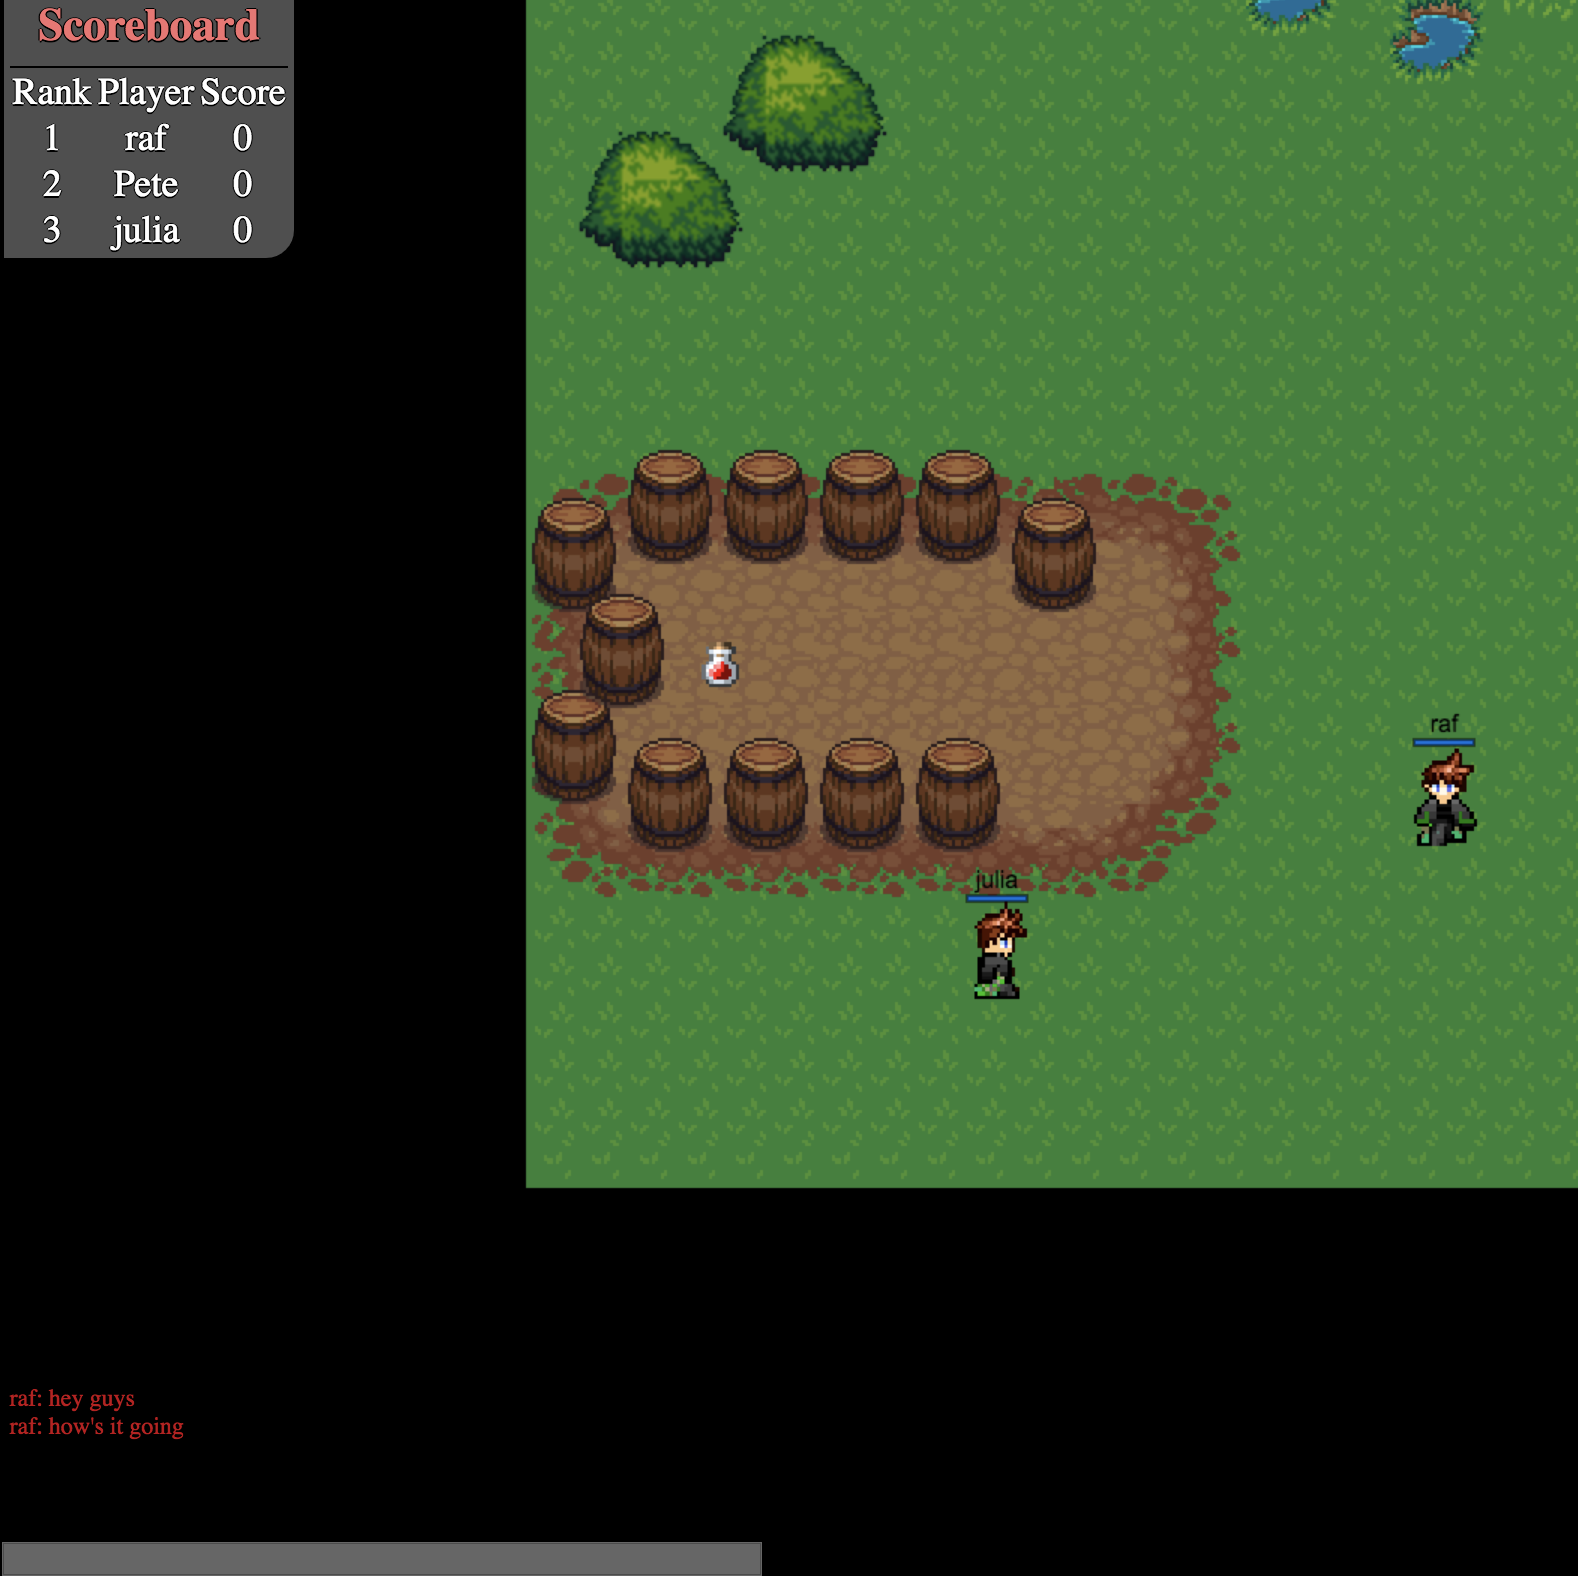 Scoreboard
Rank Player Score
1 raf 0
2 Pete 0
3 julia 0
raf
julia
raf: hey guys
raf: how's it going